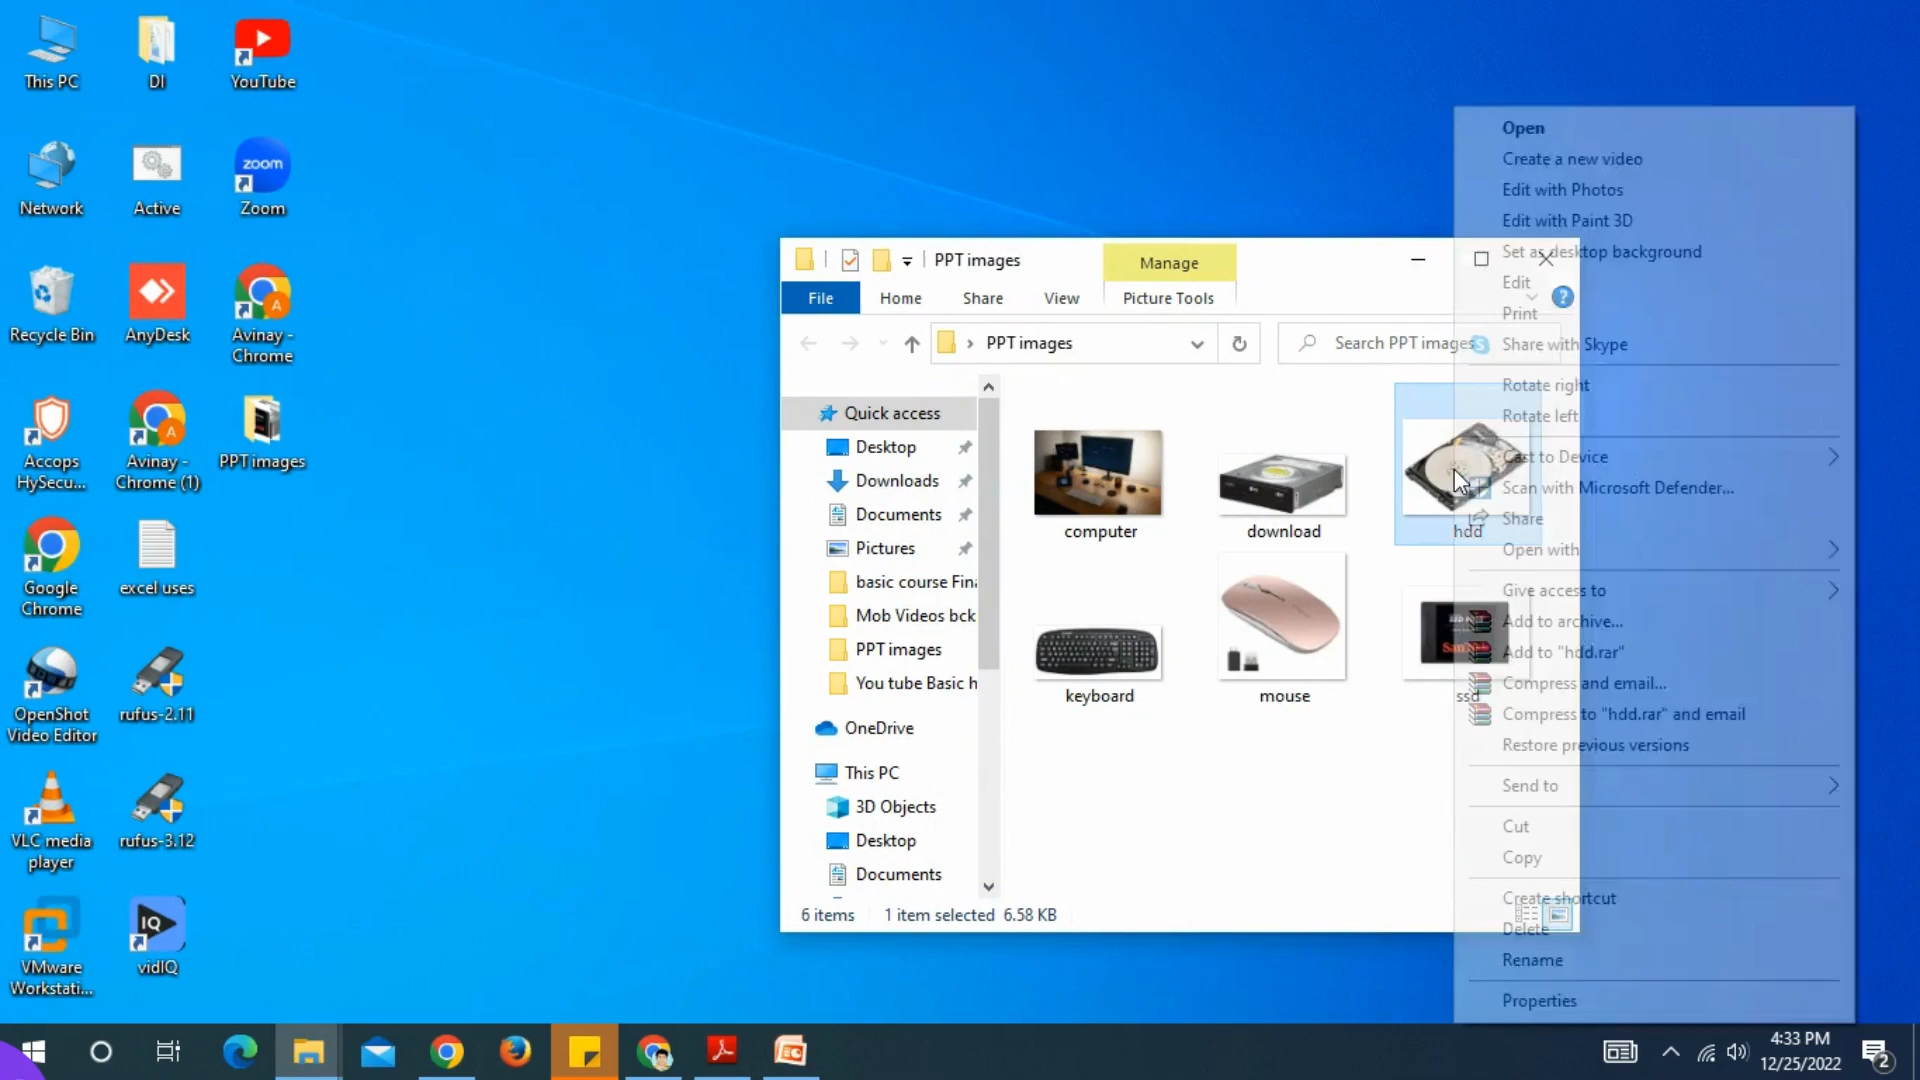 This PC
DI
YouTube
Network
Active
zoom
Zoom
Recycle Bin
AnyDesk
Avinay -
Chrome
Accops
HySecu...
Avinay -
Chrome (1)
PPT images
Google
Chrome
excel uses
OpenShot
Video Editor
rufus-2.11
VLC media
player
rufus-3.12
VMware
Workstati...
IQ
vidIQ
PPT images
Manage
File
Home
Share
View
Picture Tools
PPT images
Search PPT images
Quick access
Desktop
Downloads
Documents
Pictures
basic course Fina
Mob Videos bck
PPT images
You tube Basic h
OneDrive
This PC
3D Objects
Desktop
Documents
computer
download
hdd
keyboard
mouse
ssd
6 items
1 item selected 6.58 KB
Open
Create a new video
Edit with Photos
Edit with Paint 3D
Set as desktop background
Edit
Print
Share with Skype
Rotate right
Rotate left
Cast to Device
Scan with Microsoft Defender...
Share
Open with
Give access to
Add to archive...
Add to "hdd.rar"
Compress and email...
Compress to "hdd.rar" and email
Restore previous versions
Send to
Cut
Copy
Create shortcut
Delete
Rename
Properties
4:33 PM
12/25/2022
2